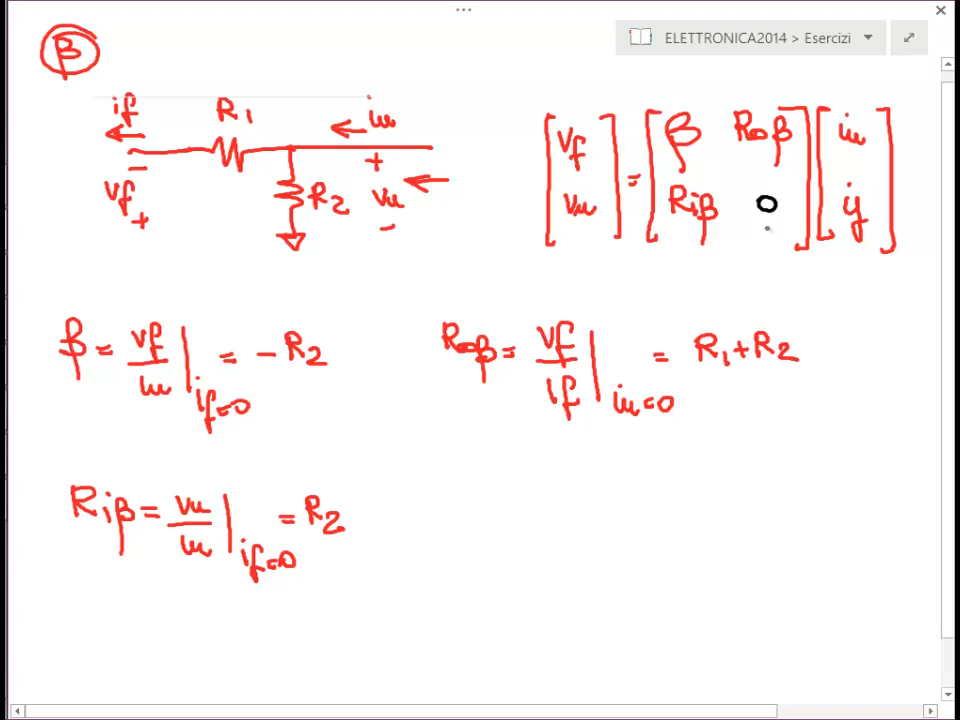 ELETTRONICA2014 > Esercizi
β
if R1 iu
vf R2 vu
- + + -
[vf vu] = [β Roβ Riβ 0] [iu if]
β = vf/iu | if=0 = - R2
Roβ = vf/if | iu=0 = R1+R2
Riβ = vu/iu | if=0 = R2